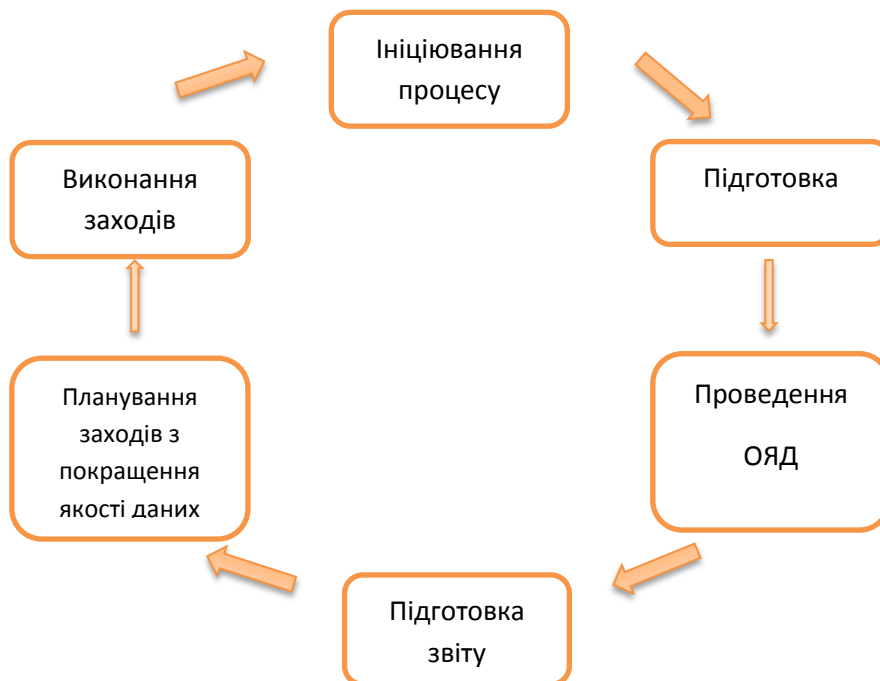 Ініціювання
процесу
Підготовка
Проведення
ОЯД
Підготовка
звіту
Планування
заходів з
покращення
якості даних
Виконання
заходів